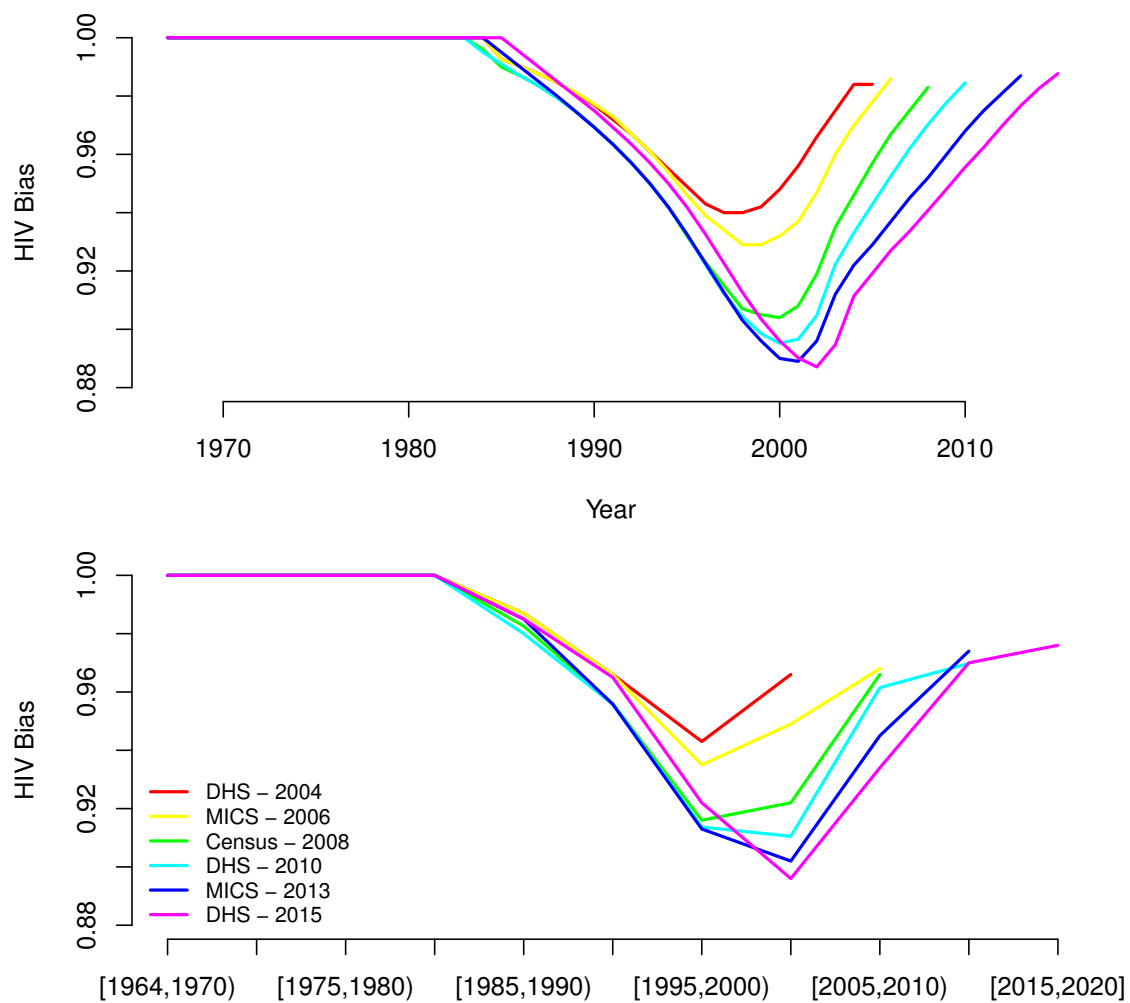 1.00
0.96
0.92
0.88
HIV Bias
1970 1980 1990 2000 2010
Year
1.00
0.96
0.92
0.88
HIV Bias
DHS − 2004
MICS − 2006
Census − 2008
DHS − 2010
MICS − 2013
DHS − 2015
[1964,1970) [1975,1980) [1985,1990) [1995,2000) [2005,2010) [2015,2020]